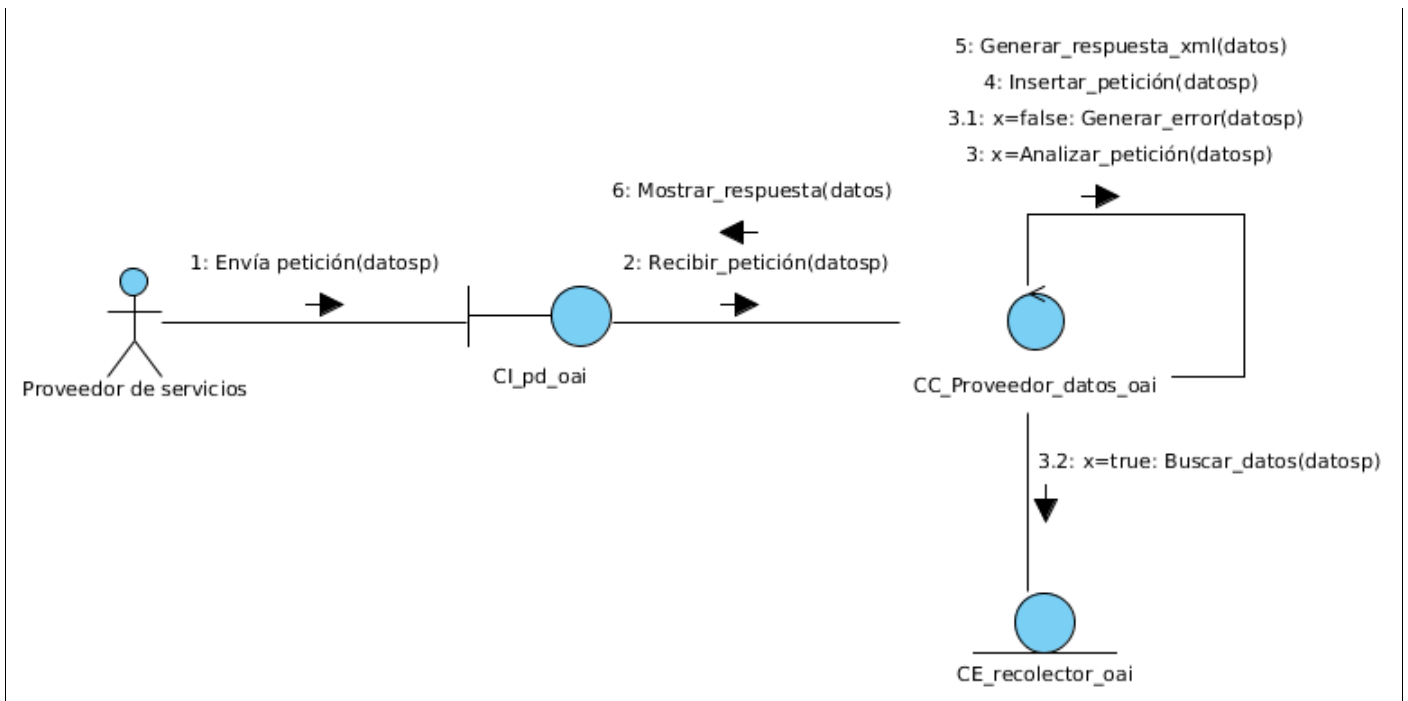 5: Generar_respuesta_xml(datos)
4: Insertar_petición(datosp)
3.1: x=false: Generar_error(datosp)
3: x=Analizar_petición(datosp)
6: Mostrar_respuesta(datos)
1: Envía petición(datosp)
2: Recibir_petición(datosp)
Proveedor de servicios
CI_pd_oai
CC_Proveedor_datos_oai
3.2: x=true: Buscar_datos(datosp)
CE_recolector_oai